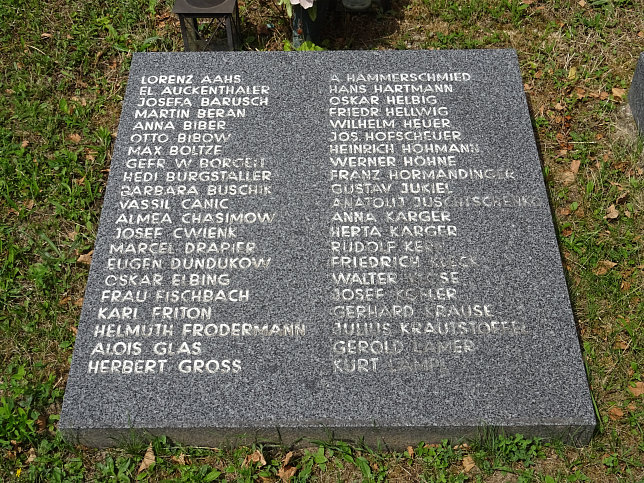 LORENZ AAHS
EL AUCKENTHALER
JOSEFA BARUSCH
MARTIN BERAN
ANNA BIBER
OTTO BIBOW
MAX BOLTZE
GEFR W BORGELT
HEDI BURGSTALLER
BARBARA BUSCHIK
VASSIL CANIC
ALMEA CHASIMOW
JOSEF CWIENK
MARCEL DRAPIER
EUGEN DUNDUKOW
OSKAR ELBING
FRAU FISCHBACH
KARL FRITON
HELMUTH FRODERMANN
ALOIS GLAS
HERBERT GROSS
A HAMMERSCHMIED
HANS HARTMANN
OSKAR HELBIG
FRIEDR HELLWIG
WILHELM HEUER
JOS HOFSCHEUER
HEINRICH HOHMANN
WERNER HÖHNE
FRANZ HORMANDINGER
GUSTAV JUKIEL
ANATOLIJ JUSCHTSCHENKO
ANNA KARGER
HERTA KARGER
RUDOLF
FRIEDRICH
WALTER
JOSEF
GERHARD KRAUSE
JULIUS KRAUTSTOFFEL
GEROLD LAMER
KURT